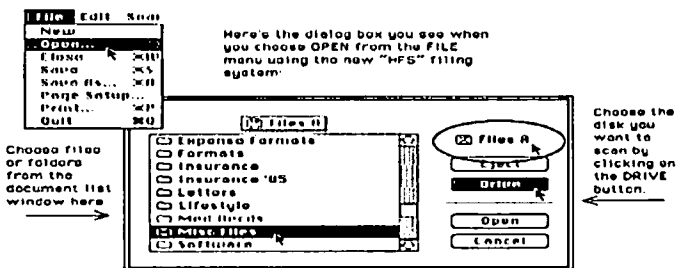 File Edit
New
Open...
Close ⌘W
Save ⌘S
Save As...
Page Setup...
Print... ⌘P
Quit ⌘Q
Here's the dialog box you see when
you choose OPEN from the FILE
menu using the new "HFS" filing
system:
Choose files
or folders
from the
document list
window here
Files A
Expense Formats
Formats
Insurance
Insurance '85
Letters
Lifestyle
Misc Files
Software
Files A
Eject
Drive
Open
Cancel
Choose the
disk you
want to
scan by
clicking on
the DRIVE
button.